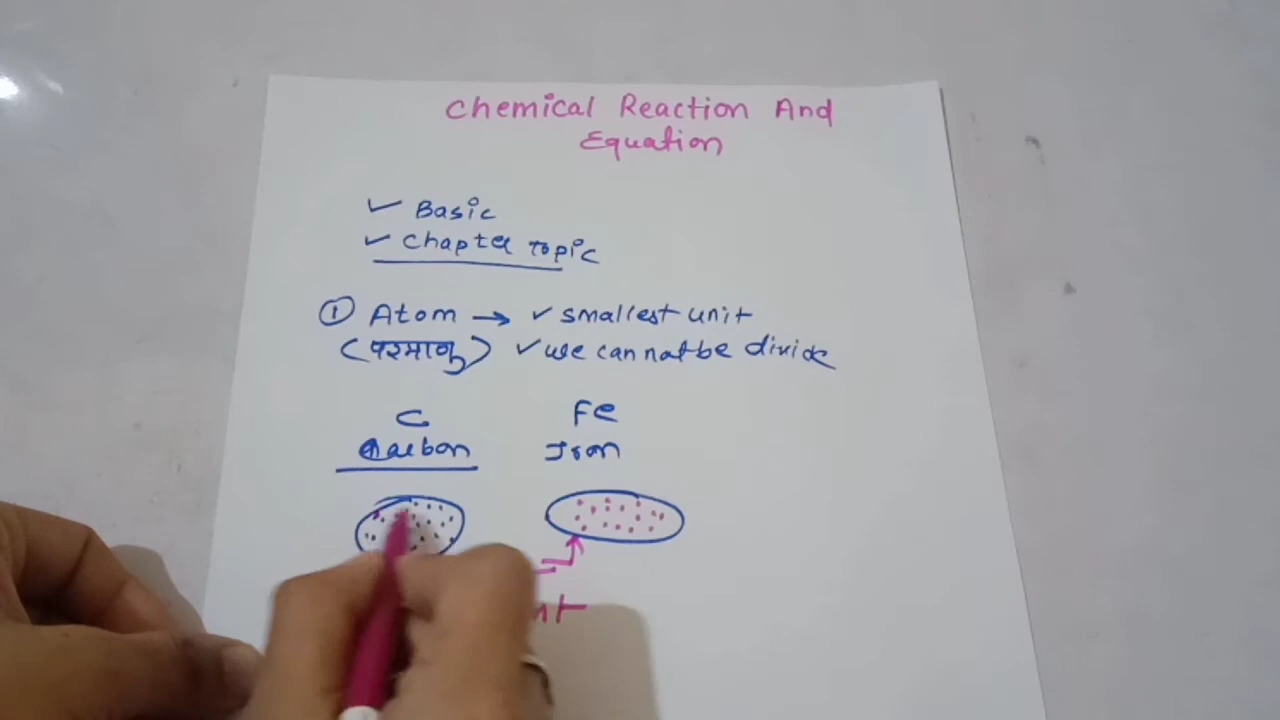 Chemical Reaction And
Equation
✓ Basic
✓ Chapter topic
① Atom → ✓ smallest unit
(परमाणु) ✓ we can not be divide
C Fe
Carbon Iron